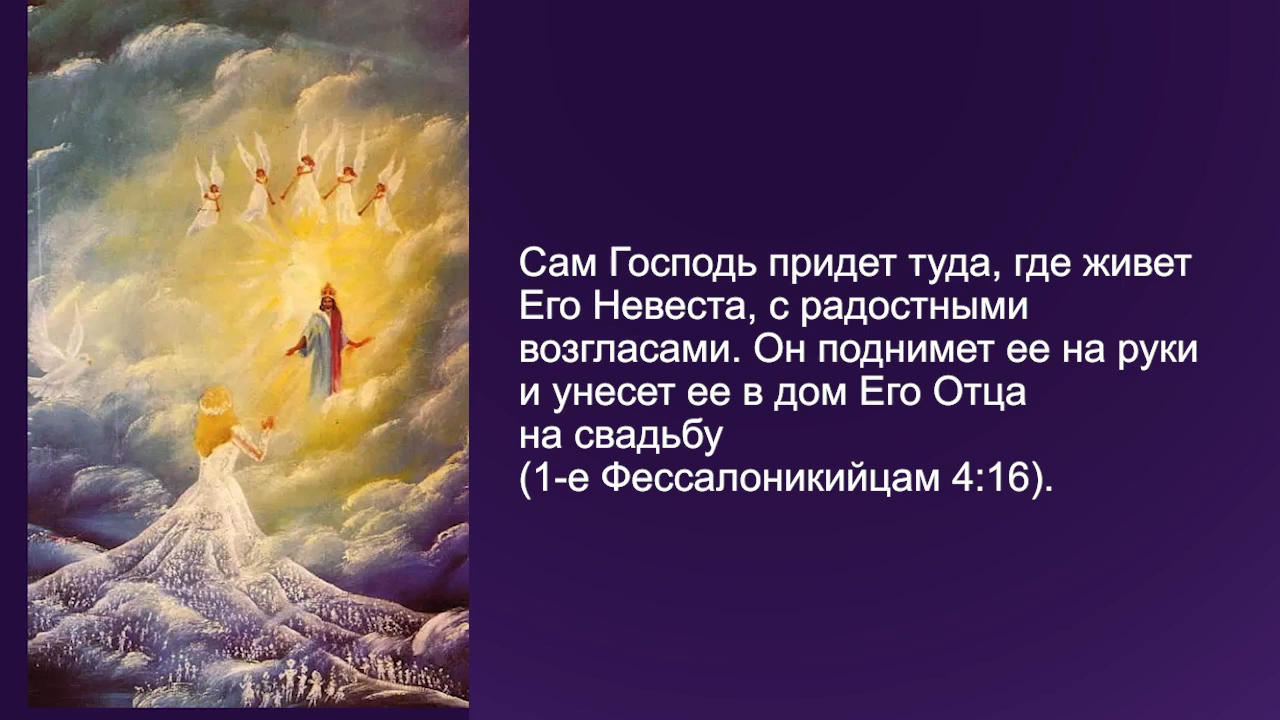 Сам Господь придет туда, где живет
Его Невеста, с радостными
возгласами. Он поднимет ее на руки
и унесет ее в дом Его Отца
на свадьбу
(1-е Фессалоникийцам 4:16).